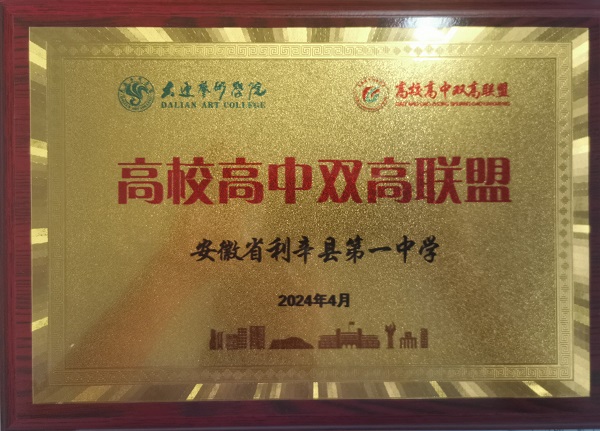 大连艺术学院
DALIAN ART COLLEGE
高校高中双高联盟
高校高中双高联盟
安徽省利辛县第一中学
2024年4月